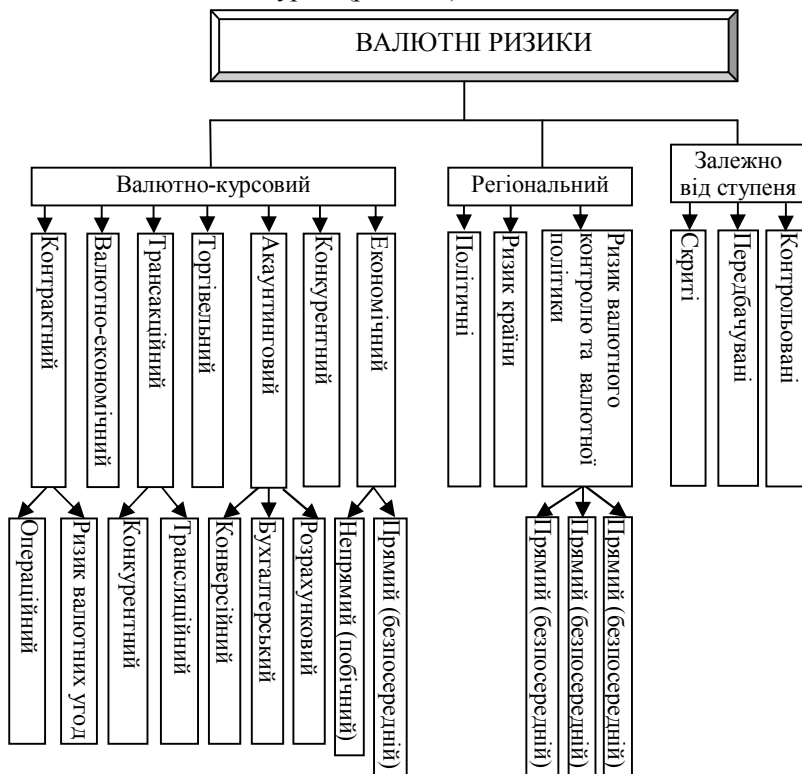 ВАЛЮТНІ РИЗИКИ
Валютно-курсовий
Регіональний
Залежно
від ступеня
Контрактний
Валютно-економічний
Трансакційний
Торгівельний
Акаунтинговий
Конкурентний
Економічний
Політичні
Ризик країни
Ризик валютного
контролю та валютної
політики
Скриті
Передбачувані
Контрольовані
Операційний
Ризик валютних угод
Конкурентний
Трансляційний
Конверсійний
Бухгалтерський
Розрахунковий
Непрямий (побічний)
Прямий (безпосередній)
Прямий (безпосередній)
Прямий (безпосередній)
Прямий (безпосередній)